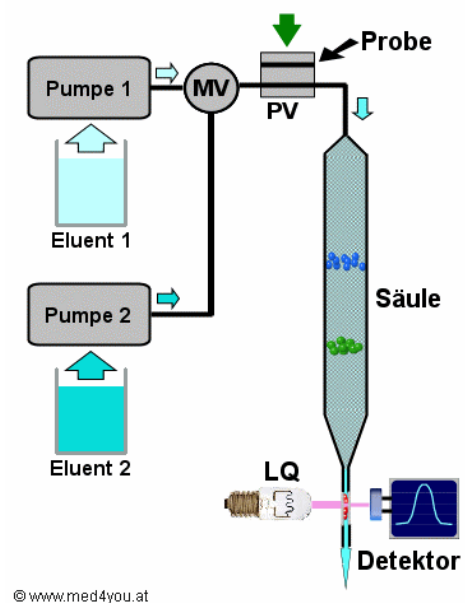 Probe
Pumpe 1
MV
PV
Eluent 1
Pumpe 2
Säule
Eluent 2
LQ
Detektor
© www.med4you.at